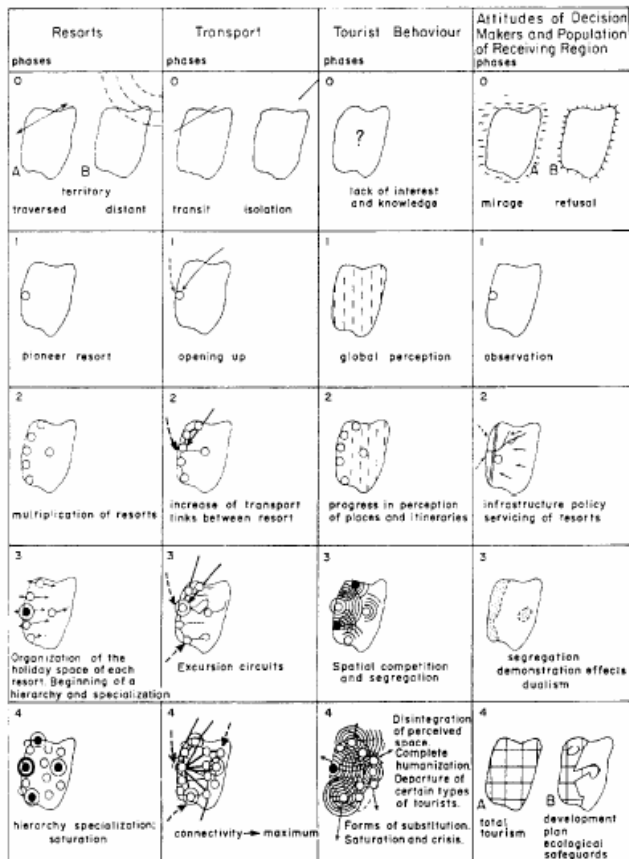 Resorts
phases
Transport
phases
Tourist Behaviour
phases
Attitudes of Decision
Makers and Population
of Receiving Region
phases
0
A
B
territory
traversed distant
0
transit isolation
0
?
lack of interest
and knowledge
0
A
B
mirage refusal
1
pioneer resort
1
opening up
1
global perception
1
observation
2
multiplication of resorts
2
increase of transport
links between resort
2
progress in perception
of places and itineraries
2
infrastructure policy
servicing of resorts
3
Organization of the
holiday space of each
resort. Beginning of a
hierarchy and specialization
3
Excursion circuits
3
Spatial competition
and segregation
3
segregation
demonstration effects
dualism
4
hierarchy specialization;
saturation
4
connectivity → maximum
4
Disintegration
of perceived
space.
Complete
humanization.
Departure of
certain types
of tourists.
Forms of substitution.
Saturation and crisis.
4
A
total
tourism
B
development
plan
ecological
safeguards